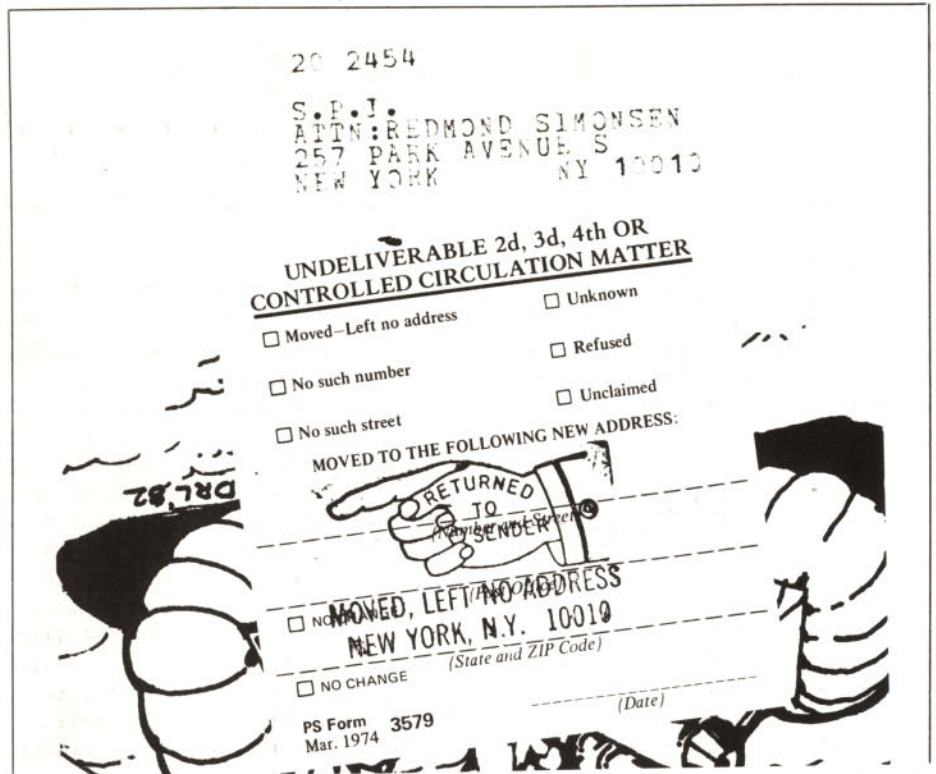 20 2454
S.P.I.
ATTN:REDMOND SIMONSEN
257 PARK AVENUE S
NEW YORK NY 10010
UNDELIVERABLE 2d, 3d, 4th OR
CONTROLLED CIRCULATION MATTER
☐ Moved—Left no address ☐ Unknown
☐ No such number ☐ Refused
☐ No such street ☐ Unclaimed
MOVED TO THE FOLLOWING NEW ADDRESS:
DRL '82
RETURNED
TO
SENDER
(Number and Street)
MOVED, LEFT NO ADDRESS
NEW YORK, N.Y. 10010
(State and ZIP Code)
☐ NO CHANGE
(Date)
PS Form 3579
Mar. 1974